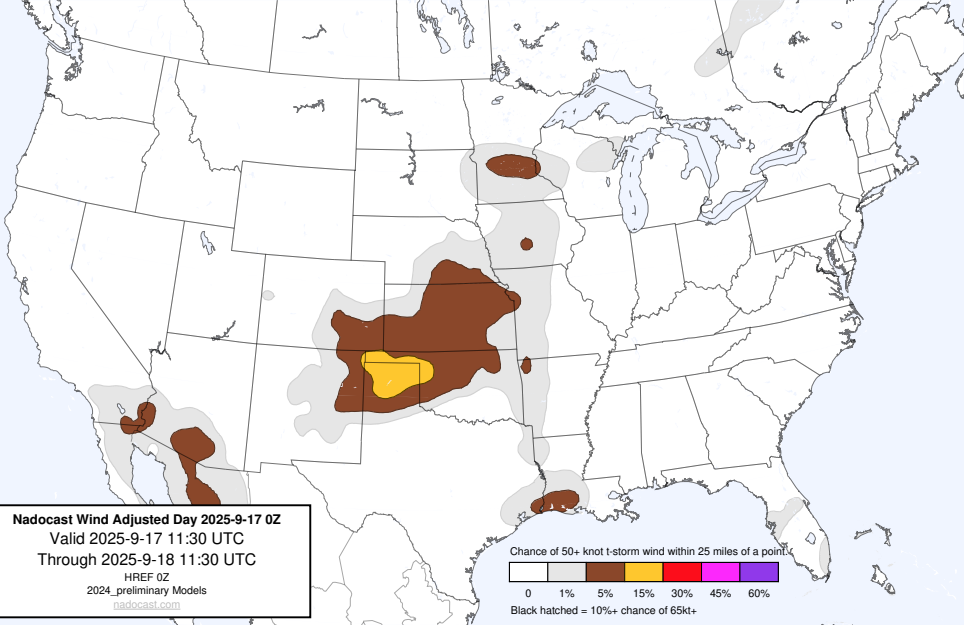 Nadocast Wind Adjusted Day 2025-9-17 0Z
Valid 2025-9-17 11:30 UTC
Through 2025-9-18 11:30 UTC
HREF 0Z
2024_preliminary Models
nadocast.com
Chance of 50+ knot t-storm wind within 25 miles of a point.
0 1% 5% 15% 30% 45% 60%
Black hatched = 10%+ chance of 65kt+